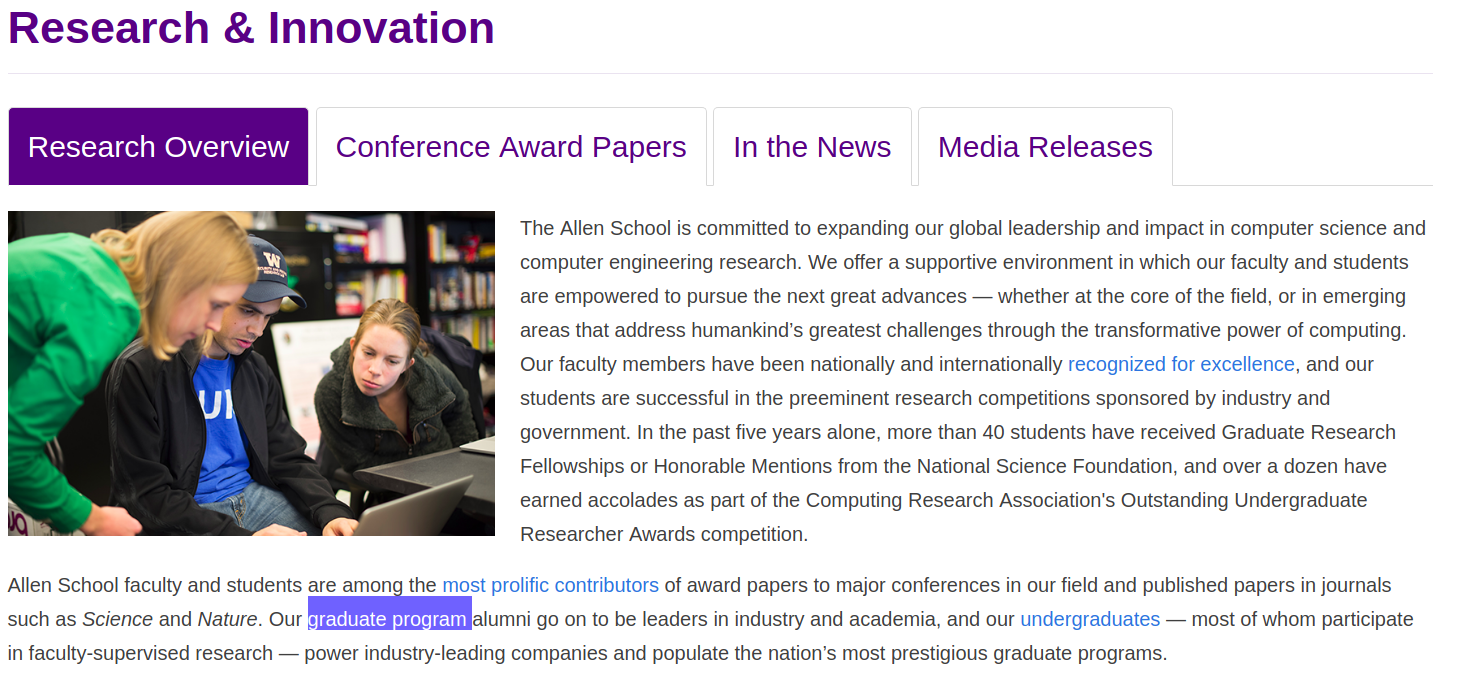 Research & Innovation
Research Overview
Conference Award Papers
In the News
Media Releases
W
The Allen School is committed to expanding our global leadership and impact in computer science and
computer engineering research. We offer a supportive environment in which our faculty and students
are empowered to pursue the next great advances — whether at the core of the field, or in emerging
areas that address humankind’s greatest challenges through the transformative power of computing.
Our faculty members have been nationally and internationally recognized for excellence, and our
students are successful in the preeminent research competitions sponsored by industry and
government. In the past five years alone, more than 40 students have received Graduate Research
Fellowships or Honorable Mentions from the National Science Foundation, and over a dozen have
earned accolades as part of the Computing Research Association's Outstanding Undergraduate
Researcher Awards competition.
Allen School faculty and students are among the most prolific contributors of award papers to major conferences in our field and published papers in journals
such as Science and Nature. Our graduate program alumni go on to be leaders in industry and academia, and our undergraduates — most of whom participate
in faculty-supervised research — power industry-leading companies and populate the nation’s most prestigious graduate programs.